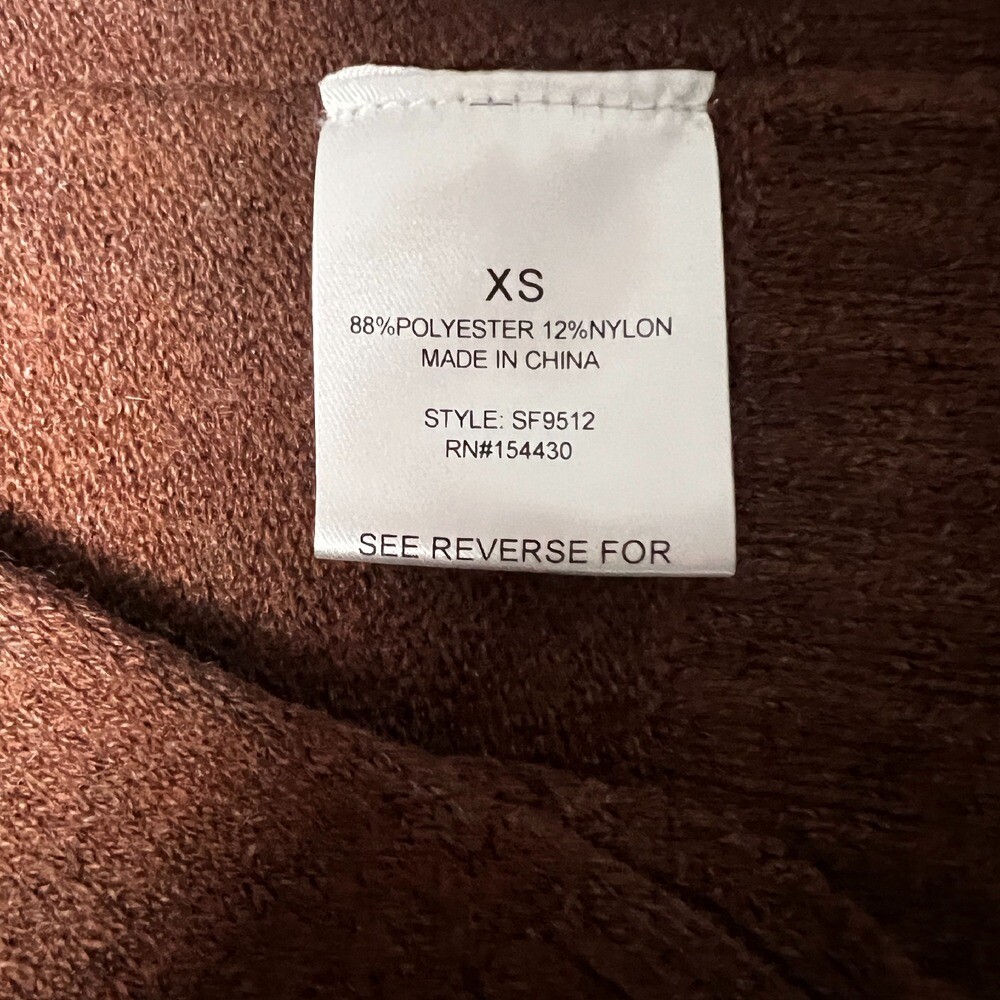 XS
88%POLYESTER 12%NYLON
MADE IN CHINA
STYLE: SF9512
RN#154430
SEE REVERSE FOR